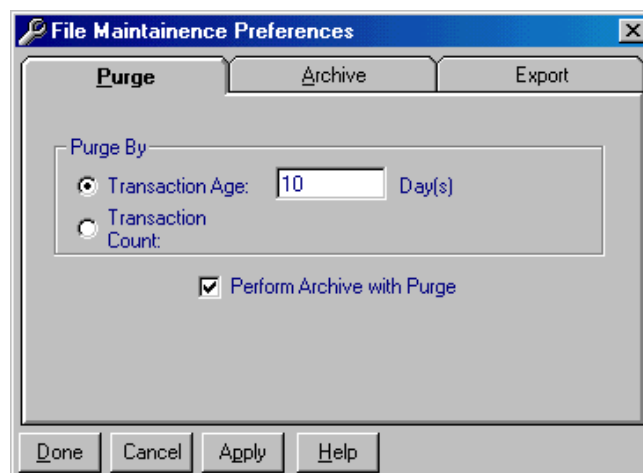 File Maintainence Preferences
Purge Archive Export
Purge By
Transaction Age: 10 Day(s)
Transaction
Count:
Perform Archive with Purge
Done Cancel Apply Help